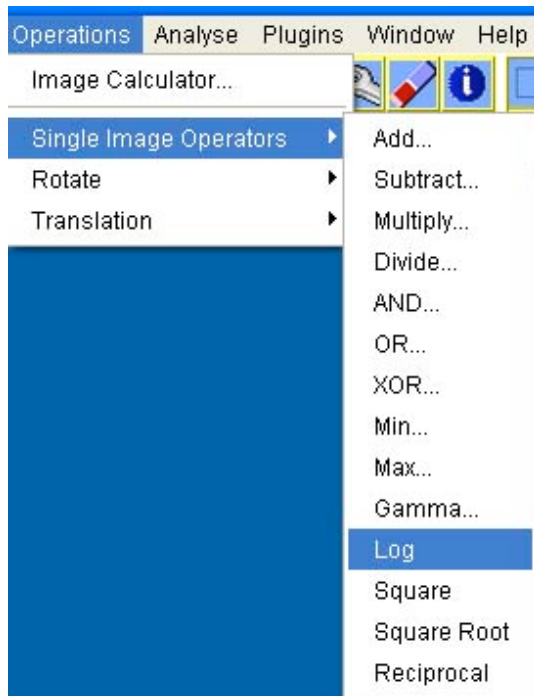 Operations Analyse Plugins Window Help
Image Calculator...
Single Image Operators
Rotate
Translation
Add...
Subtract...
Multiply...
Divide...
AND...
OR...
XOR...
Min...
Max...
Gamma...
Log
Square
Square Root
Reciprocal